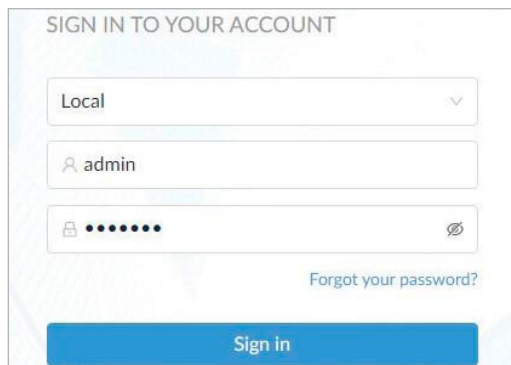 SIGN IN TO YOUR ACCOUNT
Local
admin
•••••••
Forgot your password?
Sign in